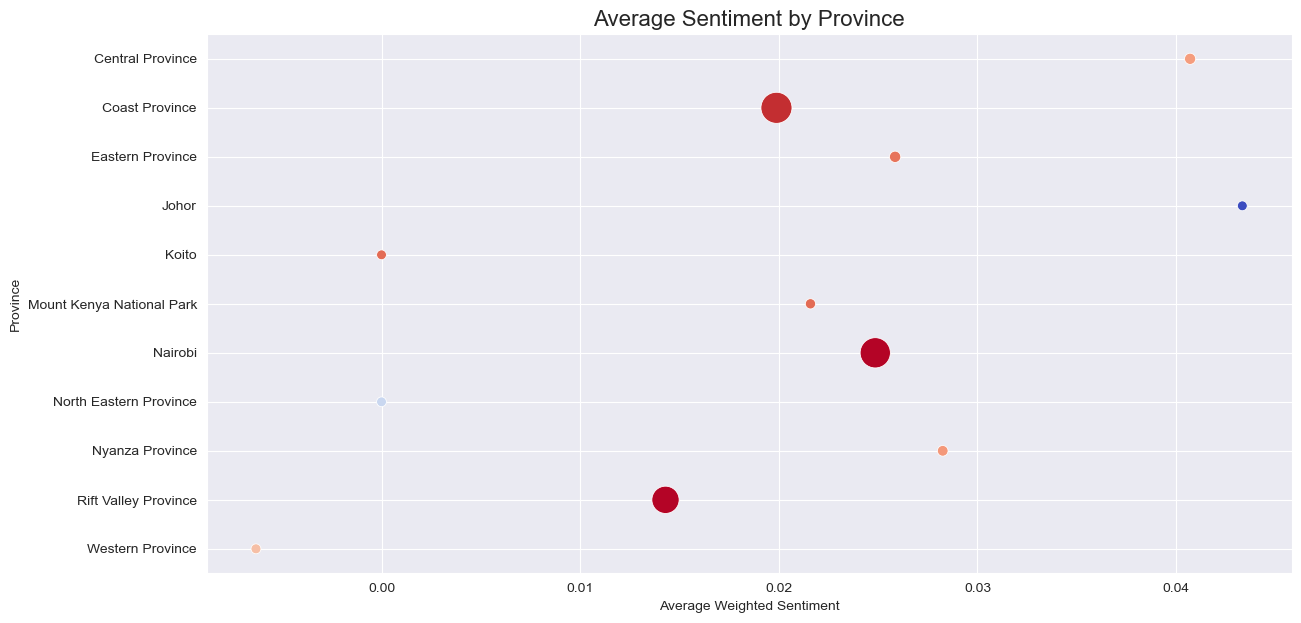 Average Sentiment by Province
Province
Central Province
Coast Province
Eastern Province
Johor
Koito
Mount Kenya National Park
Nairobi
North Eastern Province
Nyanza Province
Rift Valley Province
Western Province
0.00 0.01 0.02 0.03 0.04
Average Weighted Sentiment